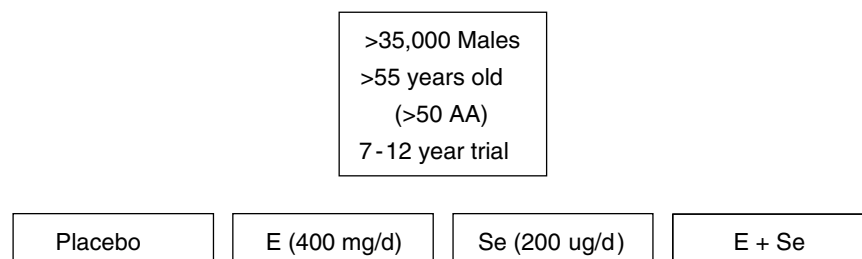 >35,000 Males
>55 years old
(>50 AA)
7-12 year trial
Placebo
E (400 mg/d)
Se (200 ug/d)
E + Se